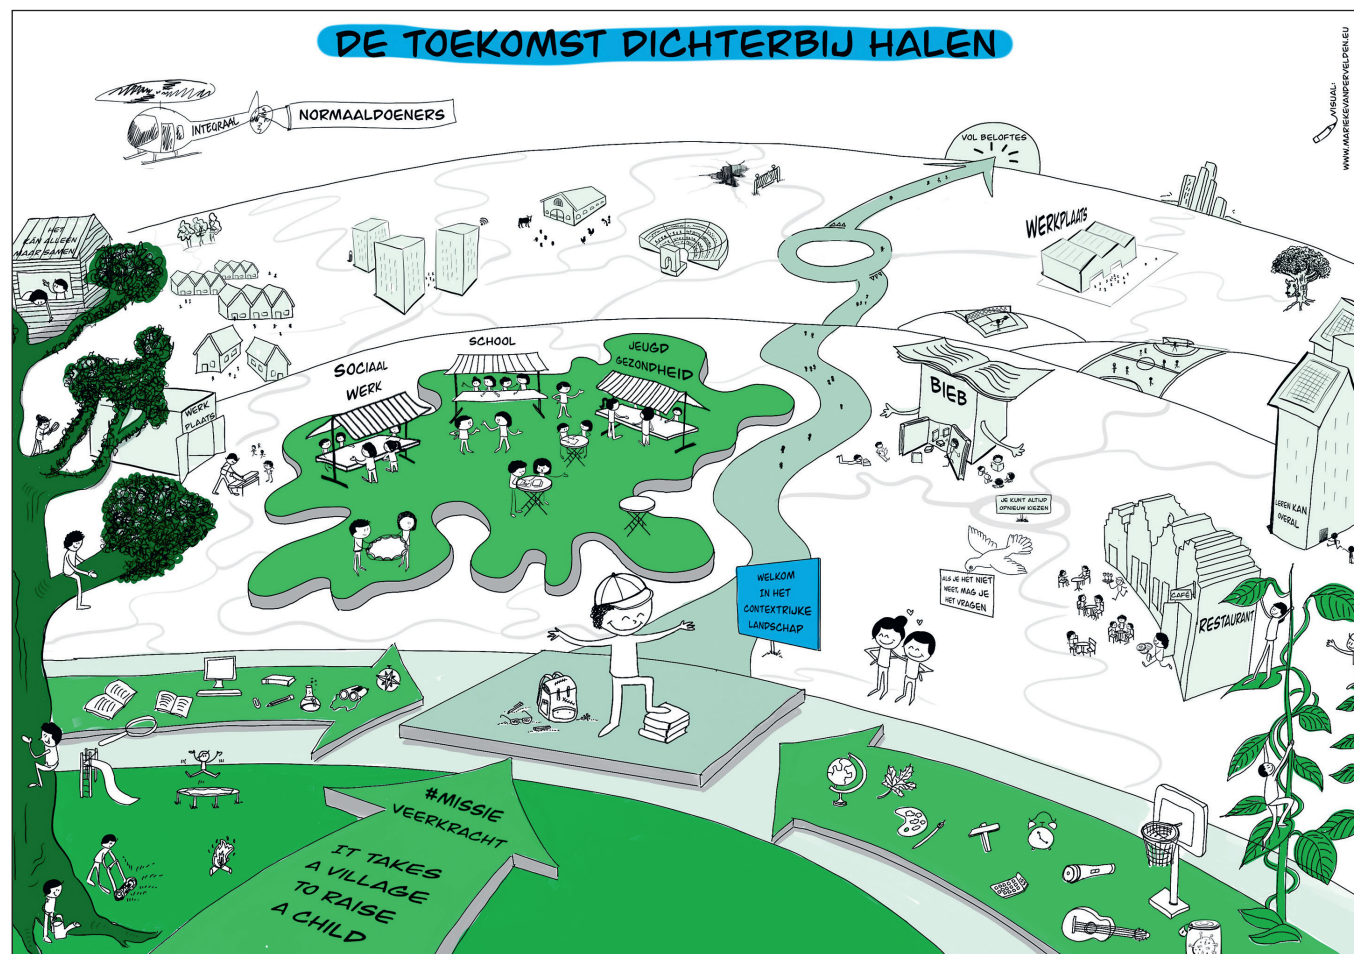 DE TOEKOMST DICHTERBIJ HALEN
VISUAL:
WWW.MARIEKEVANDERVELDEN.EU
INTEGRAAL
NORMAALDOENERS
VOL BELOFTES
HET
KAN ALLEEN
MAAR SAMEN
WERKPLAATS
SCHOOL
JEUGD
GEZONDHEID
SOCIAAL
WERK
BIEB
WERK
PLAATS
JE KUNT ALTIJD
OPNIEUW KIEZEN
LEREN KAN
OVERAL
ALS JE HET NIET
WEET, MAG JE
HET VRAGEN
WELKOM
IN HET
CONTEXTRIJKE
LANDSCHAP
CAFÉ
RESTAURANT
#MISSIE
VEERKRACHT
IT TAKES
A VILLAGE
TO RAISE
A CHILD